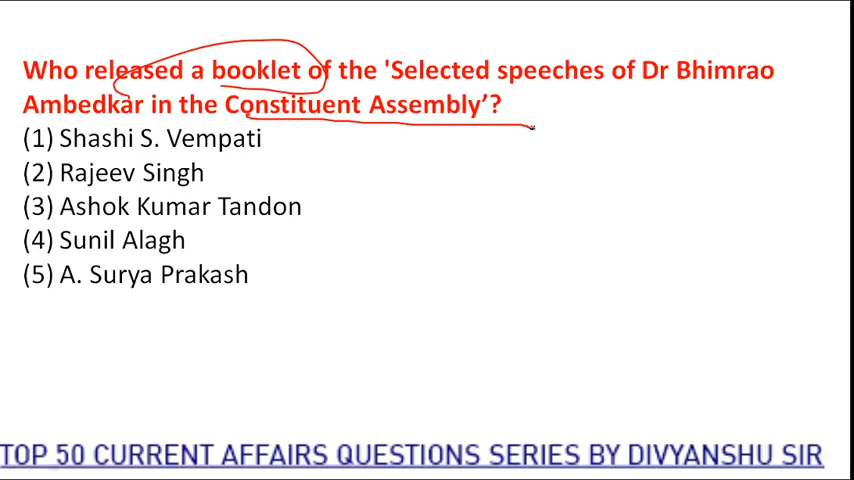 Who released a booklet of the 'Selected speeches of Dr Bhimrao
Ambedkar in the Constituent Assembly’?
(1) Shashi S. Vempati
(2) Rajeev Singh
(3) Ashok Kumar Tandon
(4) Sunil Alagh
(5) A. Surya Prakash
TOP 50 CURRENT AFFAIRS QUESTIONS SERIES BY DIVYANSHU SIR